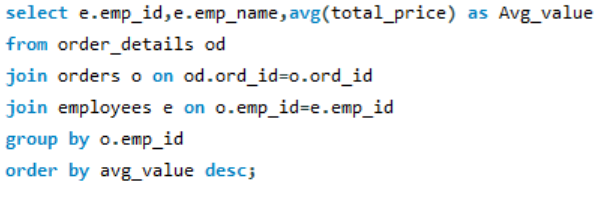 select e.emp_id,e.emp_name,avg(total_price) as Avg_value
from order_details od
join orders o on od.ord_id=o.ord_id
join employees e on o.emp_id=e.emp_id
group by o.emp_id
order by avg_value desc;